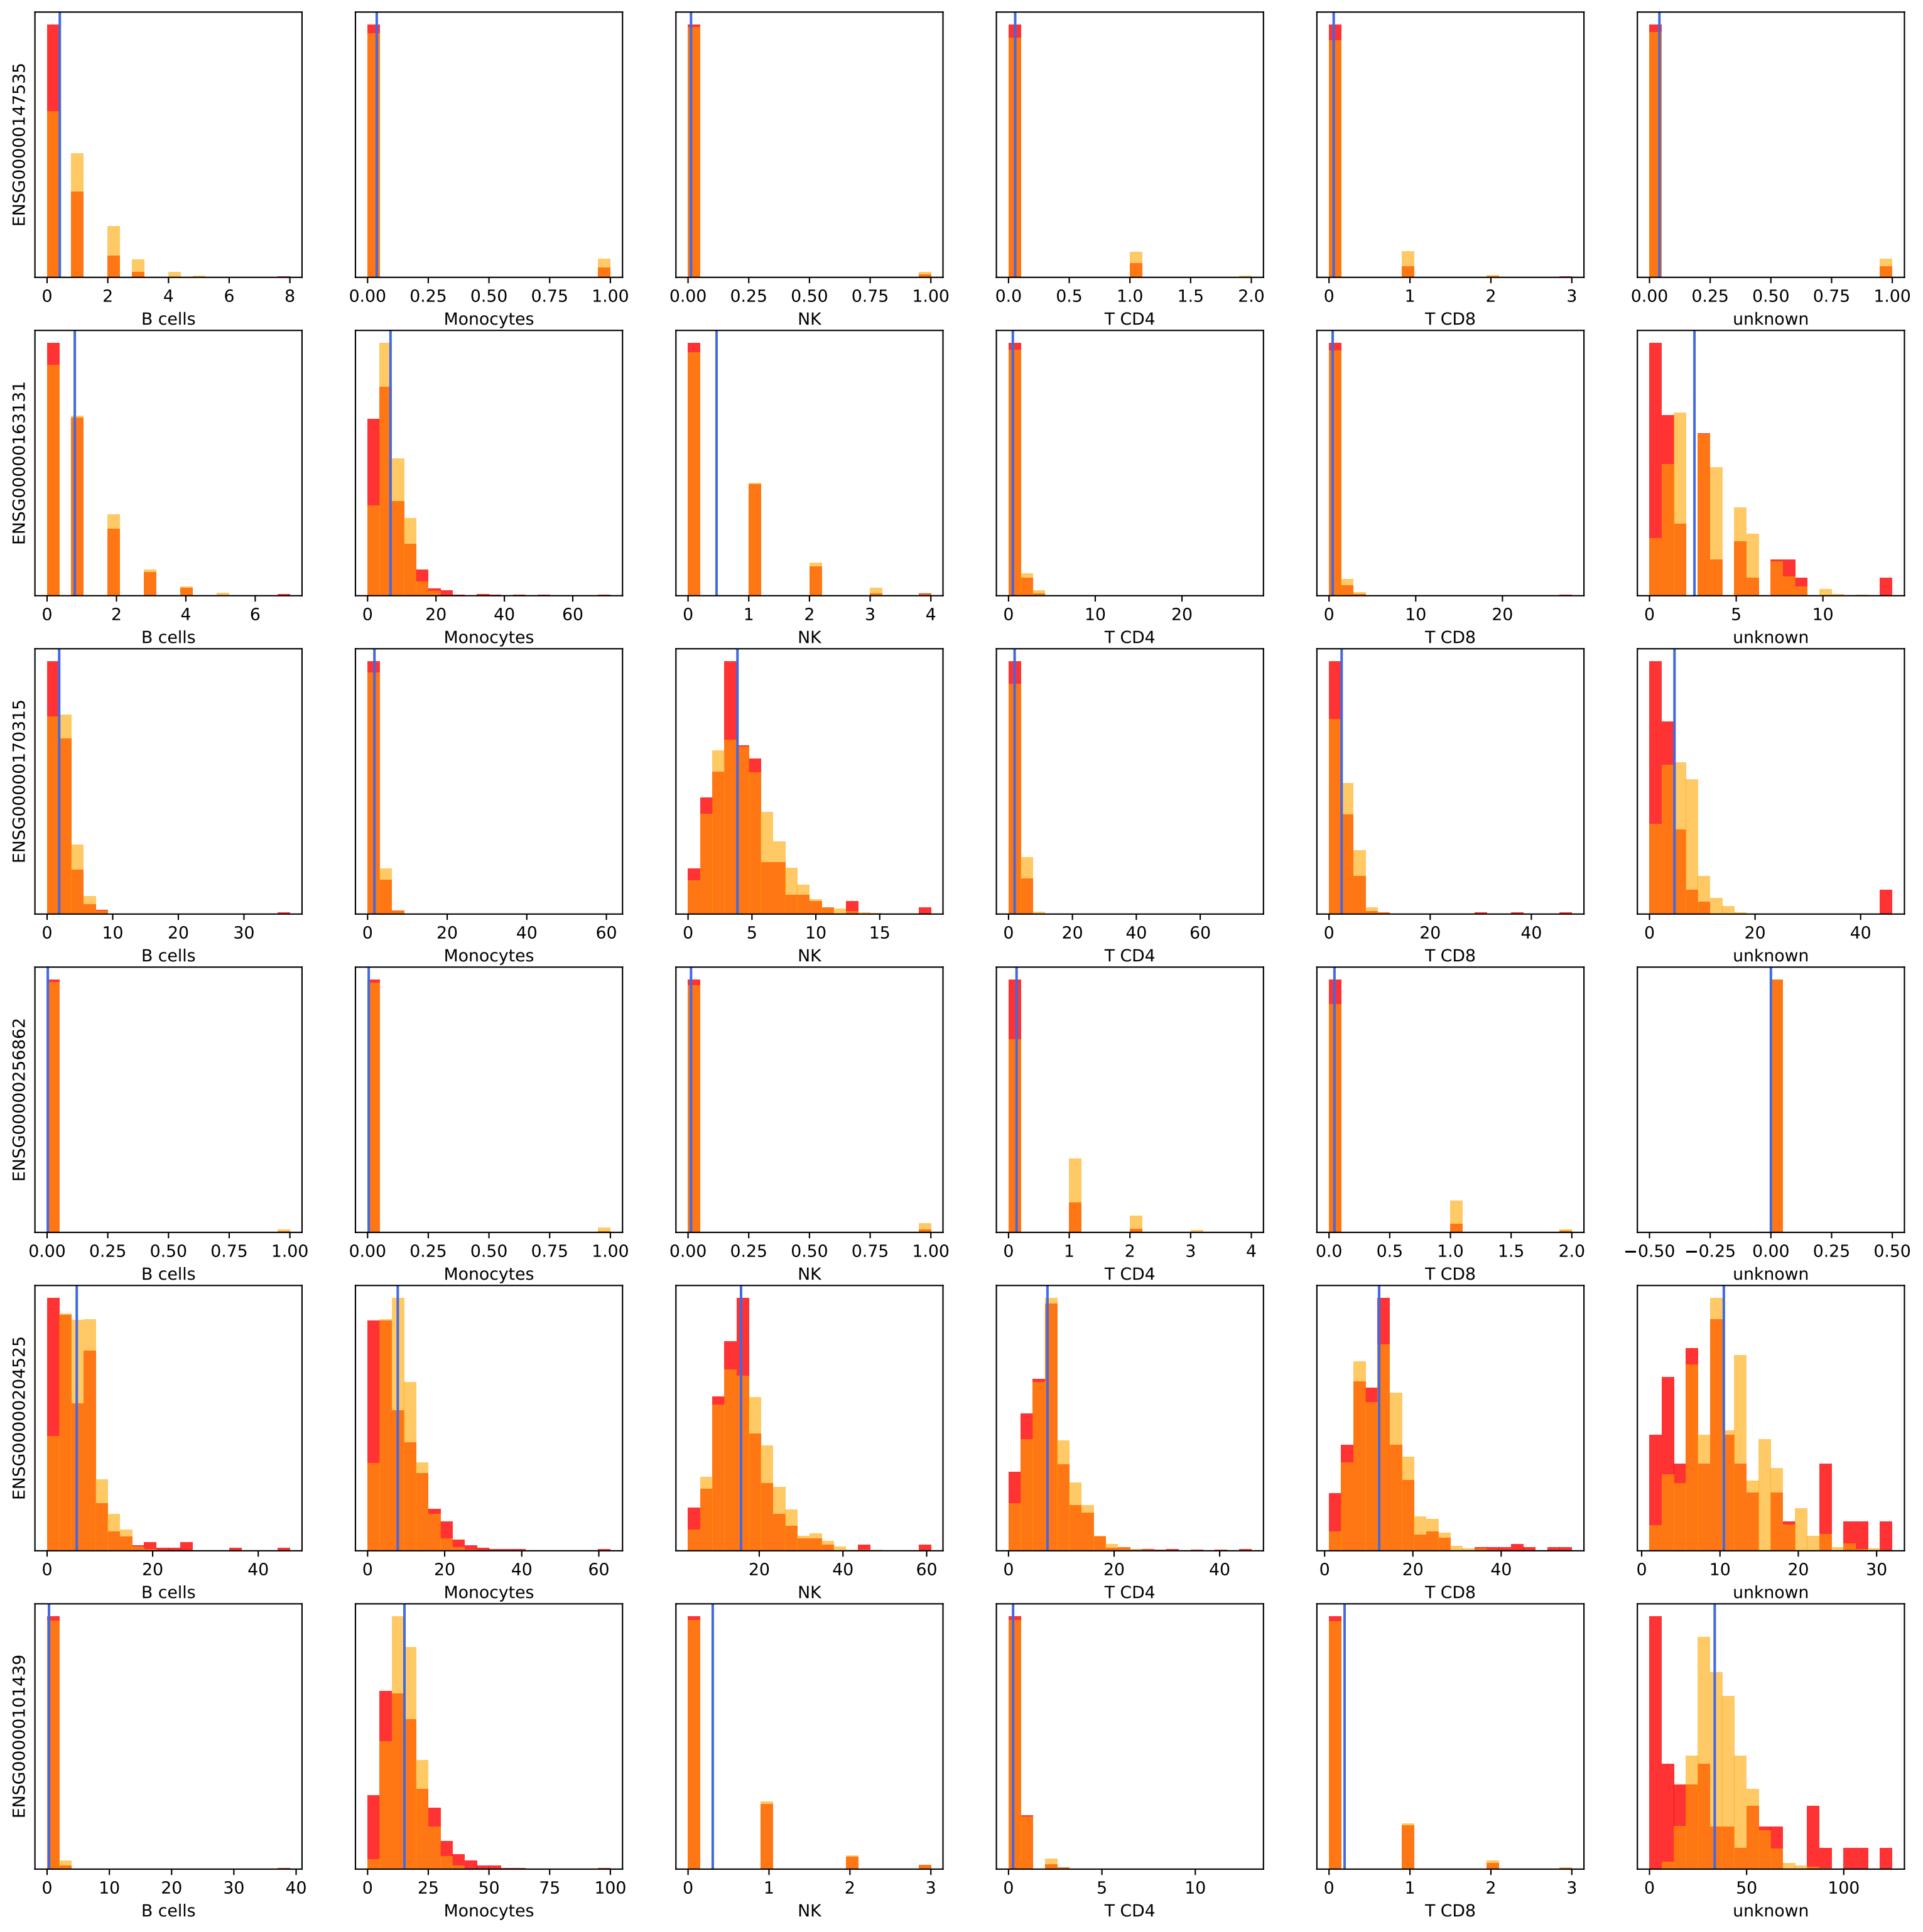 ENSG00000147535
0 2 4 6 8
B cells
0.00 0.25 0.50 0.75 1.00
Monocytes
0.00 0.25 0.50 0.75 1.00
NK
0.0 0.5 1.0 1.5 2.0
T CD4
0 1 2 3
T CD8
0.00 0.25 0.50 0.75 1.00
unknown
ENSG00000163131
0 2 4 6
B cells
0 20 40 60
Monocytes
0 1 2 3 4
NK
0 10 20
T CD4
0 10 20
T CD8
0 5 10
unknown
ENSG00000170315
0 10 20 30
B cells
0 20 40 60
Monocytes
0 5 10 15
NK
0 20 40 60
T CD4
0 20 40
T CD8
0 20 40
unknown
ENSG00000256862
0.00 0.25 0.50 0.75 1.00
B cells
0.00 0.25 0.50 0.75 1.00
Monocytes
0.00 0.25 0.50 0.75 1.00
NK
0 1 2 3 4
T CD4
0.0 0.5 1.0 1.5 2.0
T CD8
−0.50 −0.25 0.00 0.25 0.50
unknown
ENSG00000204525
0 20 40
B cells
0 20 40 60
Monocytes
20 40 60
NK
0 20 40
T CD4
0 20 40
T CD8
0 10 20 30
unknown
ENSG00000101439
0 10 20 30 40
B cells
0 25 50 75 100
Monocytes
0 1 2 3
NK
0 5 10
T CD4
0 1 2 3
T CD8
0 50 100
unknown